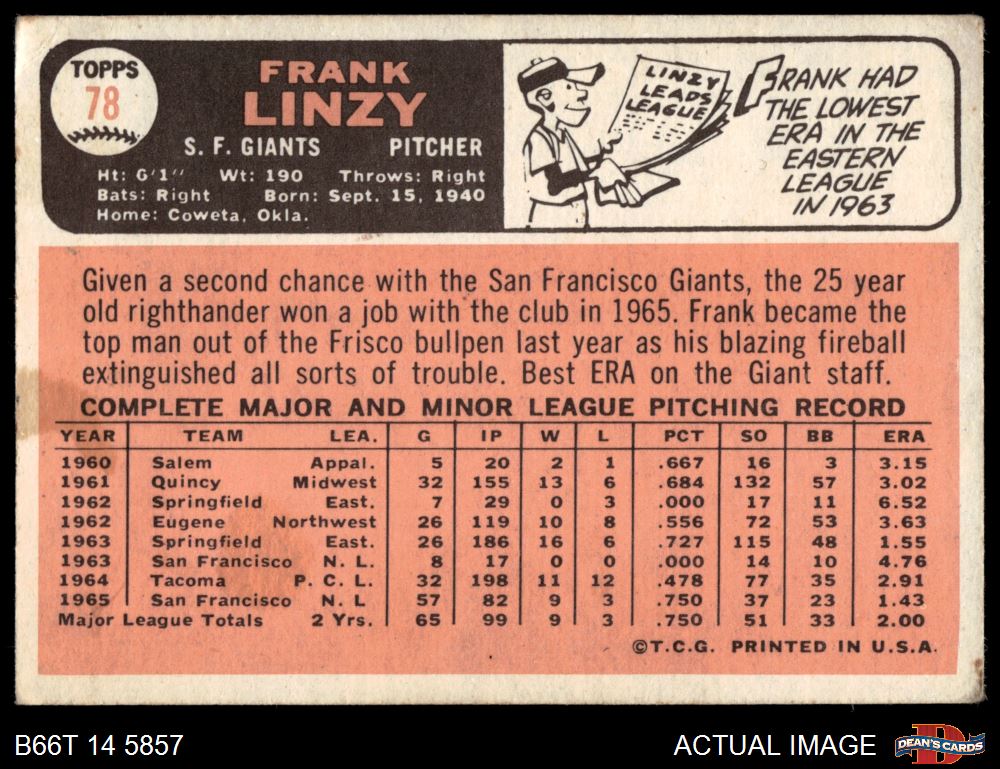 TOPPS
78
FRANK
LINZY
S. F. GIANTS PITCHER
Ht: 6'1" Wt: 190 Throws: Right
Bats: Right Born: Sept. 15, 1940
Home: Coweta, Okla.
LINZY
LEADS
LEAGUE
FRANK HAD
THE LOWEST
ERA IN THE
EASTERN
LEAGUE
IN 1963
Given a second chance with the San Francisco Giants, the 25 year
old righthander won a job with the club in 1965. Frank became the
top man out of the Frisco bullpen last year as his blazing fireball
extinguished all sorts of trouble. Best ERA on the Giant staff.
COMPLETE MAJOR AND MINOR LEAGUE PITCHING RECORD
YEAR TEAM LEA. G IP W L PCT SO BB ERA
1960 Salem Appal. 5 20 2 1 .667 16 3 3.15
1961 Quincy Midwest 32 155 13 6 .684 132 57 3.02
1962 Springfield East. 7 29 0 3 .000 17 11 6.52
1962 Eugene Northwest 26 119 10 8 .556 72 53 3.63
1963 Springfield East. 26 186 16 6 .727 115 48 1.55
1963 San Francisco N. L. 8 17 0 0 .000 14 10 4.76
1964 Tacoma P. C. L. 32 198 11 12 .478 77 35 2.91
1965 San Francisco N. L 57 82 9 3 .750 37 23 1.43
Major League Totals 2 Yrs. 65 99 9 3 .750 51 33 2.00
©T.C.G. PRINTED IN U.S.A.
B66T 14 5857 ACTUAL IMAGE
D
DEAN'S CARDS